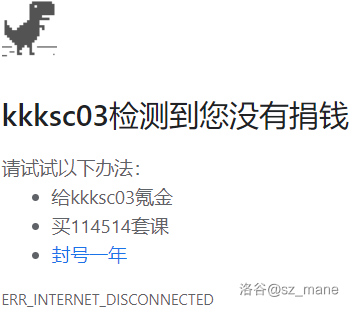 kkksc03检测到您没有捐钱
请试试以下办法：
给kkksc03氪金
买114514套课
封号一年
洛谷@sz_mane
ERR_INTERNET_DISCONNECTED